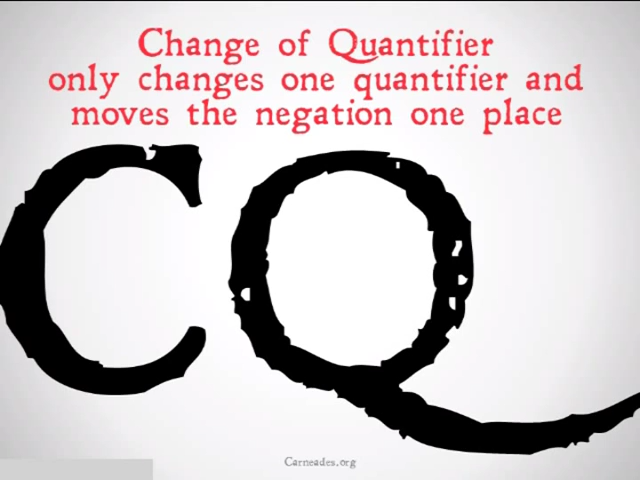 Change of Quantifier
only changes one quantifier and
moves the negation one place
CQ
Carneades.org